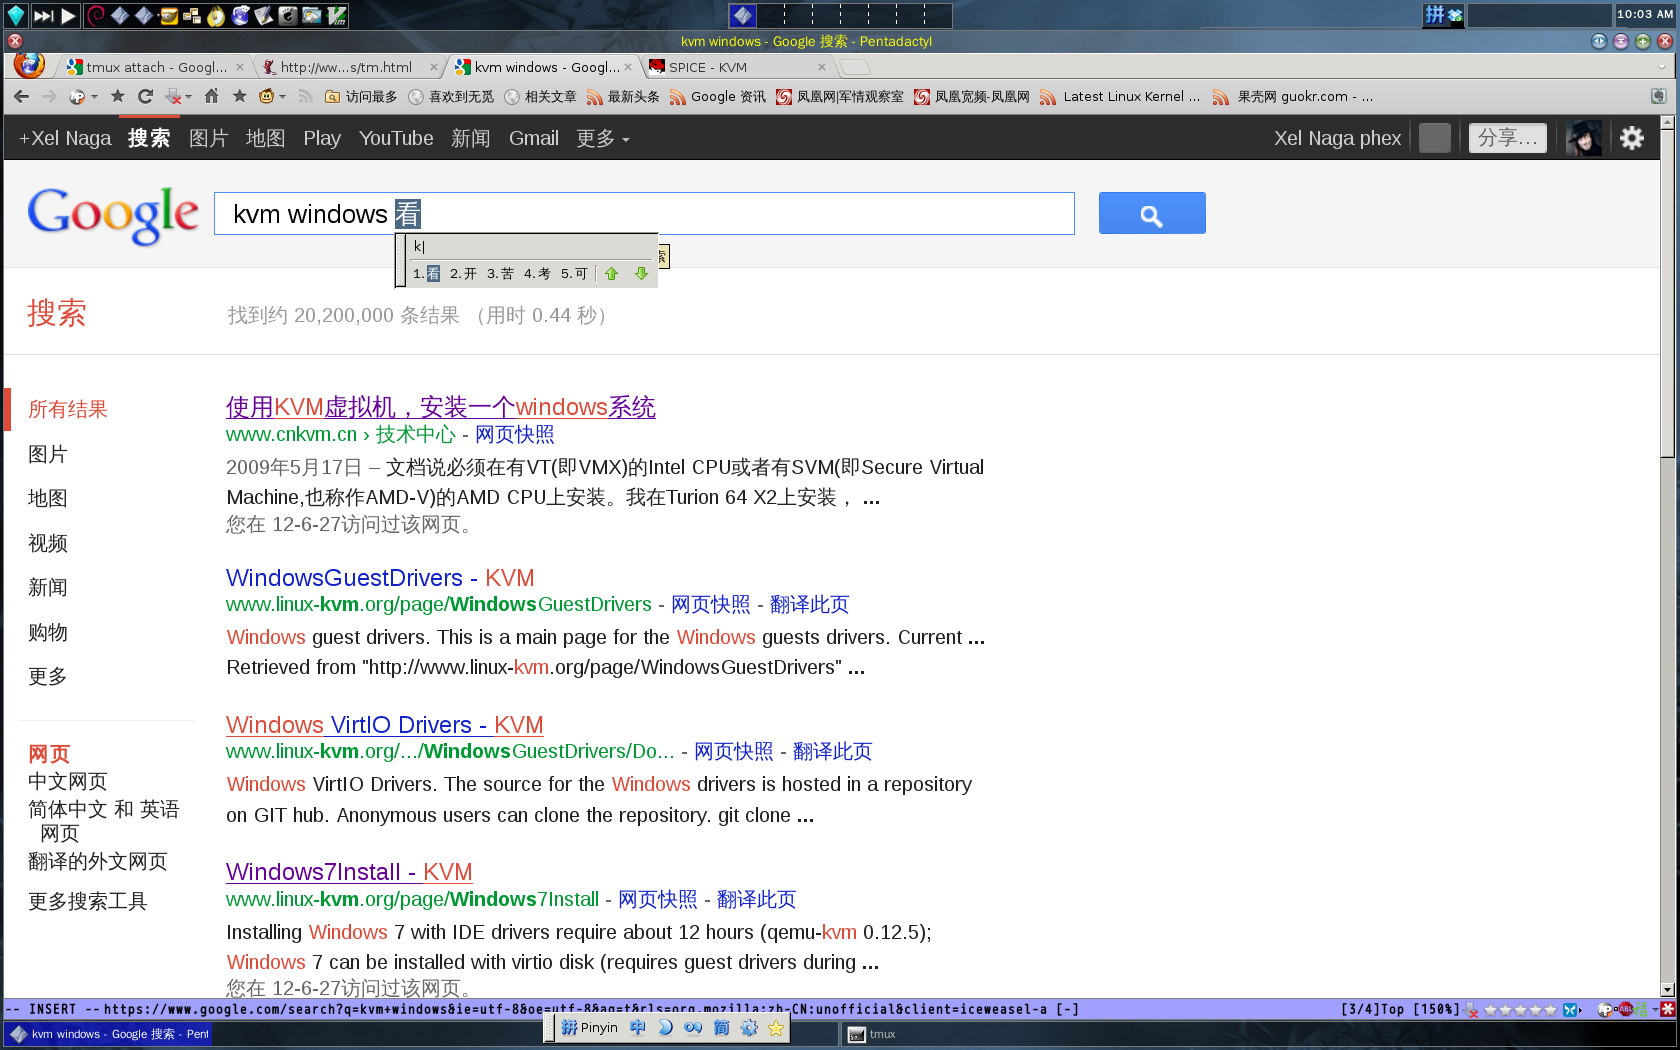 10:03 AM
kvm windows - Google 搜索 - Pentadactyl
tmux attach - Googl...
http://ww...s/tm.html
kvm windows - Googl...
SPICE - KVM
访问最多
喜欢到无觅
相关文章
最新头条
Google 资讯
凤凰网|军情观察室
凤凰宽频-凤凰网
Latest Linux Kernel ...
果壳网 guokr.com - ...
+Xel Naga 搜索 图片 地图 Play YouTube 新闻 Gmail 更多
Xel Naga phex
分享…
Google
kvm windows 看
k
1.看 2.开 3.苦 4.考 5.可
索
搜索
找到约 20,200,000 条结果 （用时 0.44 秒）
所有结果
图片
地图
视频
新闻
购物
更多
网页
中文网页
简体中文 和 英语
网页
翻译的外文网页
更多搜索工具
使用KVM虚拟机，安装一个windows系统
www.cnkvm.cn › 技术中心 - 网页快照
2009年5月17日 – 文档说必须在有VT(即VMX)的Intel CPU或者有SVM(即Secure Virtual
Machine,也称作AMD-V)的AMD CPU上安装。我在Turion 64 X2上安装， ...
您在 12-6-27访问过该网页。
WindowsGuestDrivers - KVM
www.linux-kvm.org/page/WindowsGuestDrivers - 网页快照 - 翻译此页
Windows guest drivers. This is a main page for the Windows guests drivers. Current ...
Retrieved from "http://www.linux-kvm.org/page/WindowsGuestDrivers" ...
Windows VirtIO Drivers - KVM
www.linux-kvm.org/.../WindowsGuestDrivers/Do... - 网页快照 - 翻译此页
Windows VirtIO Drivers. The source for the Windows drivers is hosted in a repository
on GIT hub. Anonymous users can clone the repository. git clone ...
Windows7Install - KVM
www.linux-kvm.org/page/Windows7Install - 网页快照 - 翻译此页
Installing Windows 7 with IDE drivers require about 12 hours (qemu-kvm 0.12.5);
Windows 7 can be installed with virtio disk (requires guest drivers during ...
您在 12-6-27访问过该网页。
-- INSERT -- https://www.google.com/search?q=kvm+windows&ie=utf-8&oe=utf-8&aq=t&rls=org.mozilla:zh-CN:unofficial&client=iceweasel-a [-]
[3/4]Top [150%]
kvm windows - Google 搜索 - Pent
拼 Pinyin 中 简
tmux
拼